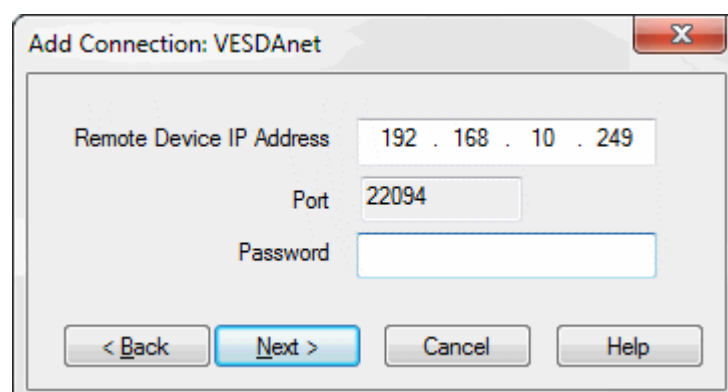 Add Connection: VESDAnet
Remote Device IP Address 192 . 168 . 10 . 249
Port 22094
Password
< Back Next > Cancel Help